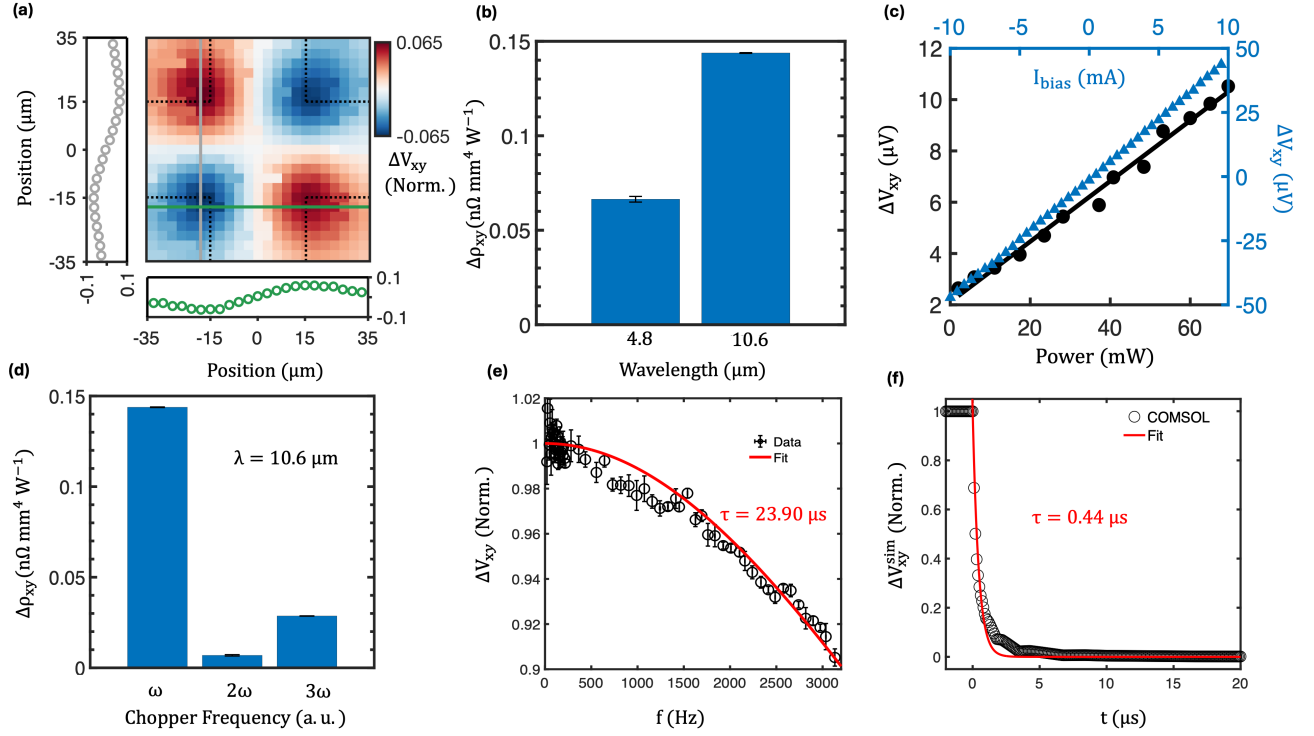 (a)
35
15
0
-15
-35
Position (μm)
-0.1
0.1
0.065
-0.065
ΔVxy
(Norm.)
0.1
-0.1
-35
-15
0
15
35
Position (μm)
(b)
0.15
0.1
0.05
0
Δρxy(nΩ mm⁴ W⁻¹)
4.8
10.6
Wavelength (μm)
(c)
-10
-5
0
5
10
Ibias (mA)
12
10
8
6
4
2
ΔVxy (μV)
50
25
0
-25
-50
ΔVxy (μV)
0
20
40
60
Power (mW)
(d)
0.15
0.1
0.05
0
Δρxy(nΩ mm⁴ W⁻¹)
λ = 10.6 μm
ω
2ω
3ω
Chopper Frequency (a. u.)
(e)
1.02
1
0.98
0.96
0.94
0.92
0.9
ΔVxy (Norm.)
Data
Fit
τ = 23.90 μs
0
500
1000
1500
2000
2500
3000
f (Hz)
(f)
1.0
0.8
0.6
0.4
0.2
0
ΔVxy^sim (Norm.)
COMSOL
Fit
τ = 0.44 μs
0
5
10
15
20
t (μs)